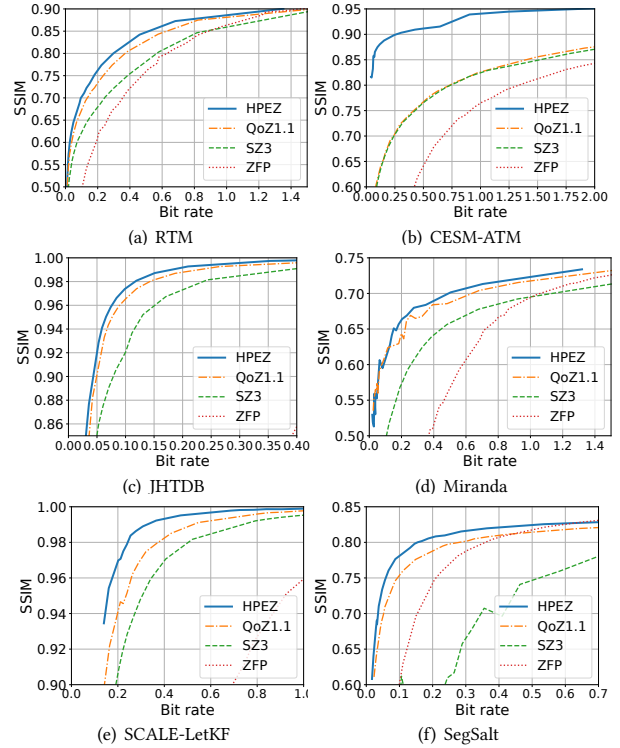 0.90
0.85
0.80
0.75
0.70
0.65
0.60
0.55
0.50
SSIM
HPEZ
QoZ1.1
SZ3
ZFP
0.0 0.2 0.4 0.6 0.8 1.0 1.2 1.4
Bit rate
(a) RTM
0.95
0.90
0.85
0.80
0.75
0.70
0.65
0.60
SSIM
HPEZ
QoZ1.1
SZ3
ZFP
0.00 0.25 0.50 0.75 1.00 1.25 1.50 1.75 2.00
Bit rate
(b) CESM-ATM
1.00
0.98
0.96
0.94
0.92
0.90
0.88
0.86
SSIM
HPEZ
QoZ1.1
SZ3
ZFP
0.00 0.05 0.10 0.15 0.20 0.25 0.30 0.35 0.40
Bit rate
(c) JHTDB
0.75
0.70
0.65
0.60
0.55
0.50
SSIM
HPEZ
QoZ1.1
SZ3
ZFP
0.0 0.2 0.4 0.6 0.8 1.0 1.2 1.4
Bit rate
(d) Miranda
1.00
0.98
0.96
0.94
0.92
0.90
SSIM
HPEZ
QoZ1.1
SZ3
ZFP
0.0 0.2 0.4 0.6 0.8 1.0
Bit rate
(e) SCALE-LetKF
0.85
0.80
0.75
0.70
0.65
0.60
SSIM
HPEZ
QoZ1.1
SZ3
ZFP
0.0 0.1 0.2 0.3 0.4 0.5 0.6 0.7
Bit rate
(f) SegSalt